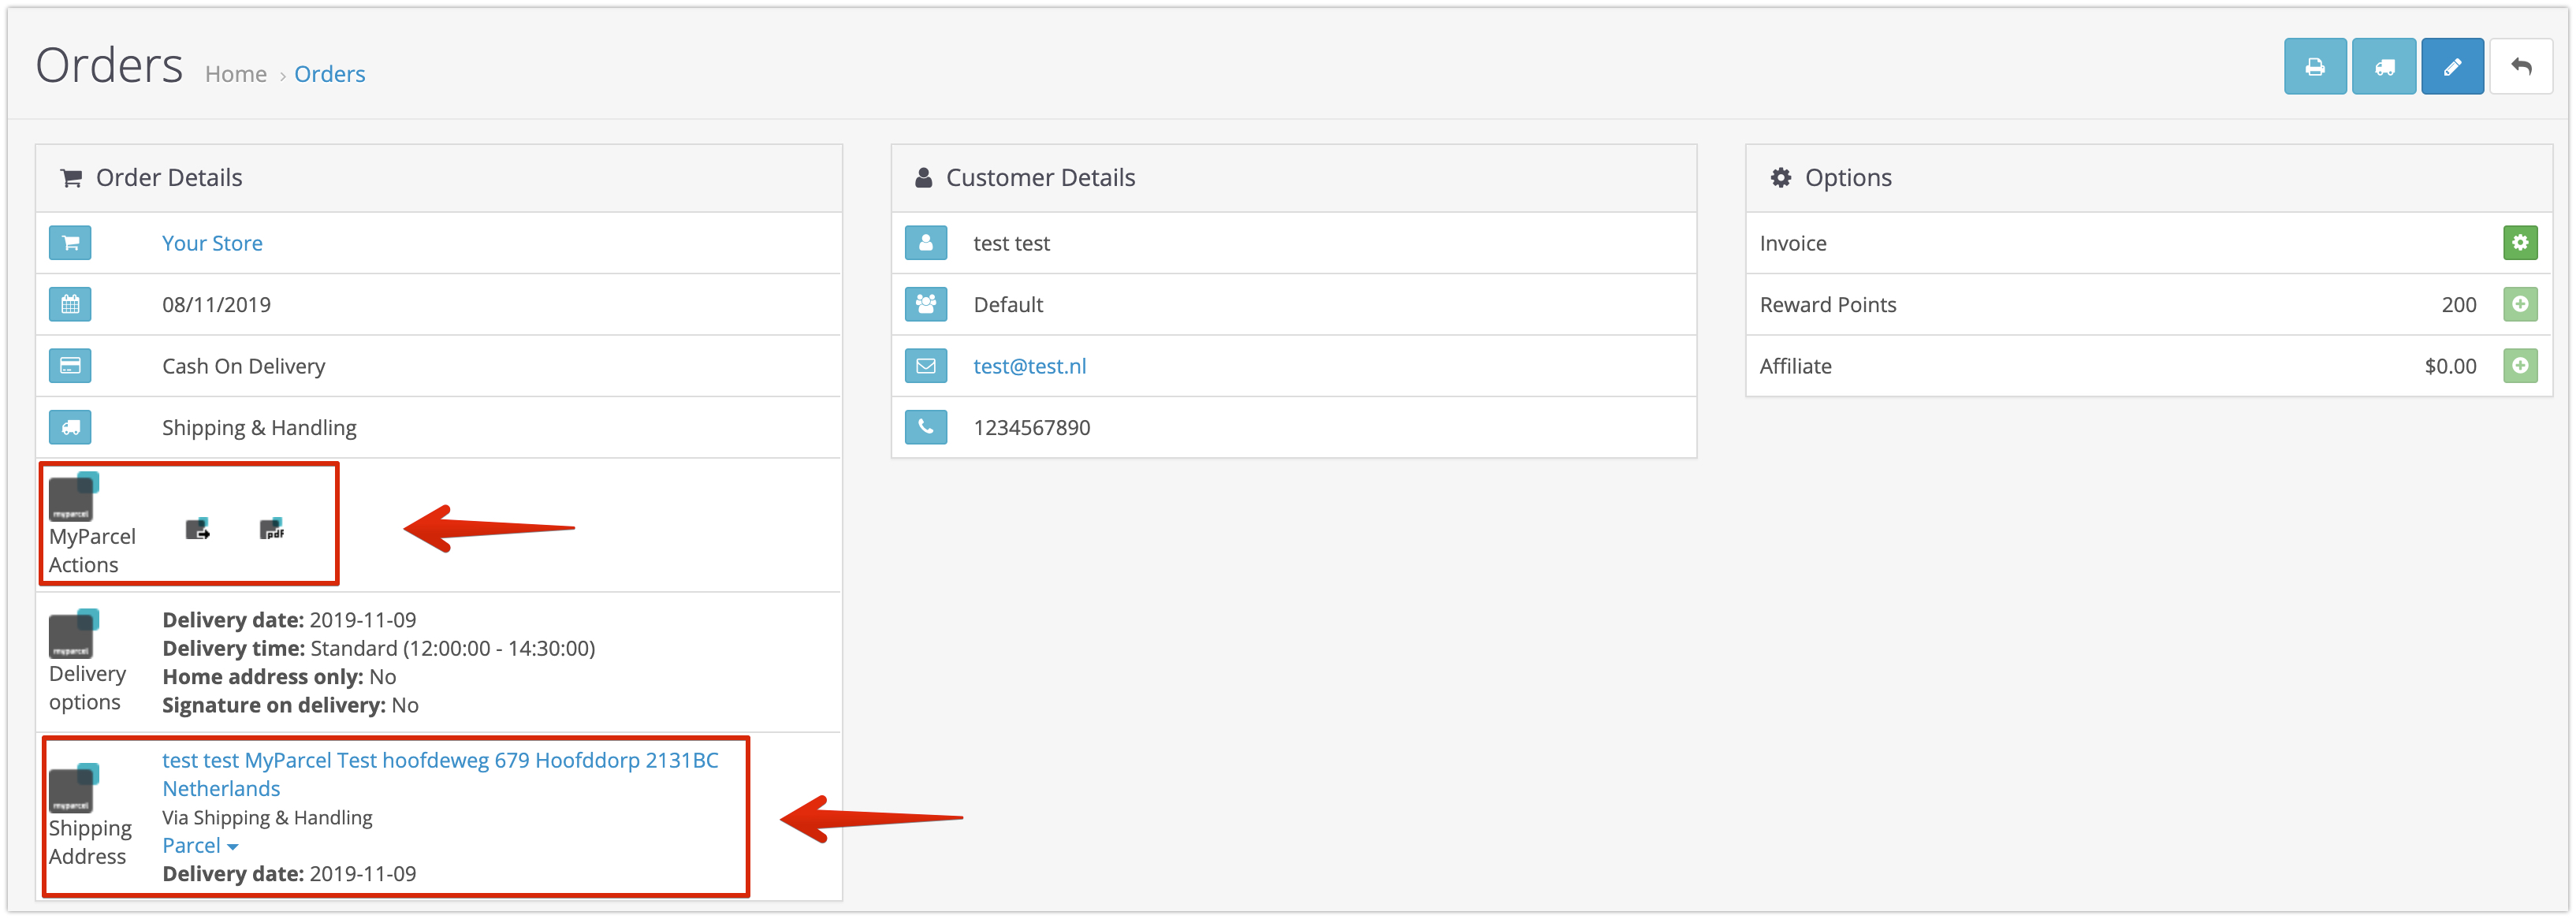 Orders Home › Orders
Order Details
Your Store
08/11/2019
Cash On Delivery
Shipping & Handling
myparcel
MyParcel
Actions
pdf
myparcel
Delivery
options
Delivery date: 2019-11-09
Delivery time: Standard (12:00:00 - 14:30:00)
Home address only: No
Signature on delivery: No
myparcel
Shipping
Address
test test MyParcel Test hoofdeweg 679 Hoofddorp 2131BC
Netherlands
Via Shipping & Handling
Parcel
Delivery date: 2019-11-09
Customer Details
test test
Default
test@test.nl
1234567890
Options
Invoice
Reward Points 200
Affiliate $0.00